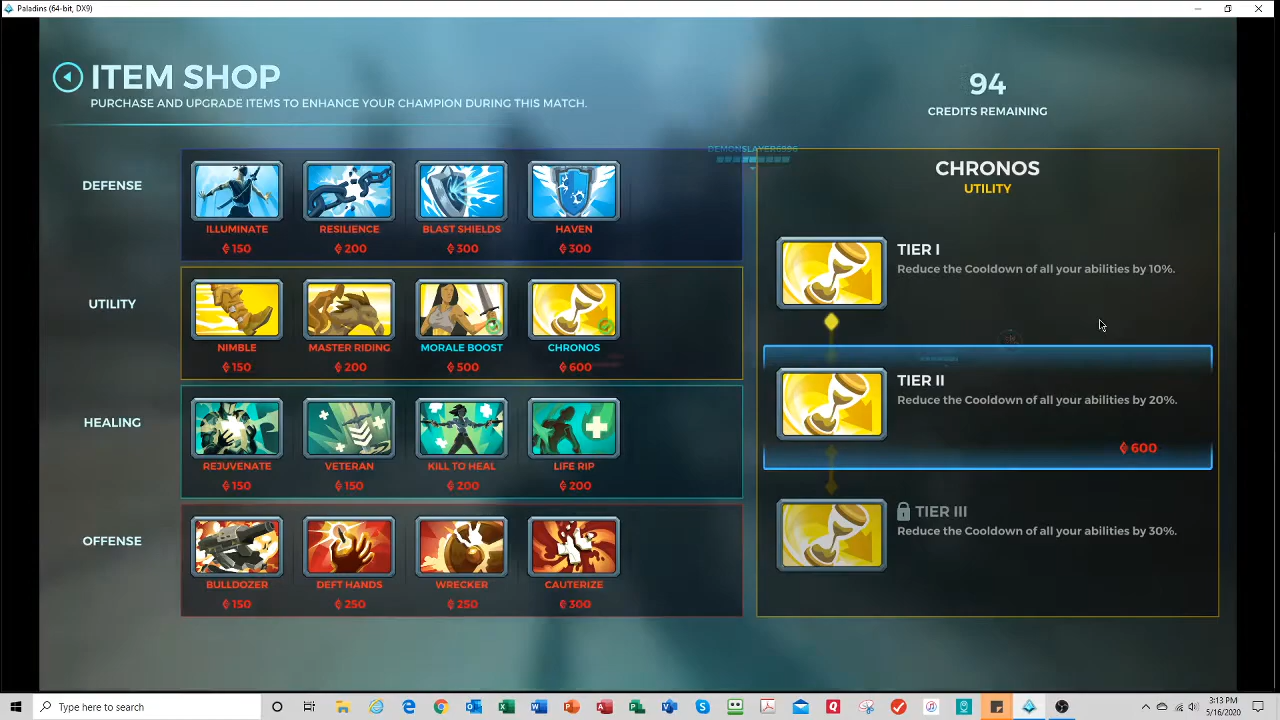 Paladins (64-bit, DX9)
ITEM SHOP
PURCHASE AND UPGRADE ITEMS TO ENHANCE YOUR CHAMPION DURING THIS MATCH.
94
CREDITS REMAINING
DEFENSE
ILLUMINATE
RESILIENCE
BLAST SHIELDS
HAVEN
150
200
300
300
UTILITY
NIMBLE
MASTER RIDING
MORALE BOOST
CHRONOS
150
200
500
600
HEALING
REJUVENATE
VETERAN
KILL TO HEAL
LIFE RIP
150
150
200
200
OFFENSE
BULLDOZER
DEFT HANDS
WRECKER
CAUTERIZE
150
250
250
300
CHRONOS
UTILITY
TIER I
Reduce the Cooldown of all your abilities by 10%.
TIER II
Reduce the Cooldown of all your abilities by 20%.
600
TIER III
Reduce the Cooldown of all your abilities by 30%.
Type here to search
3:13 PM
5/16/2020